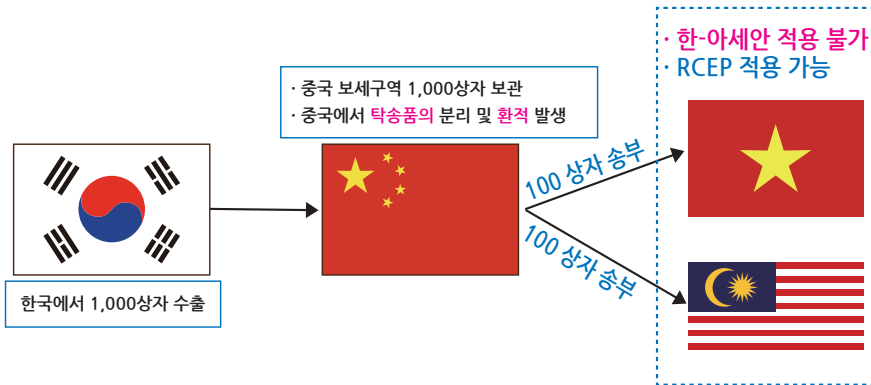 · 한-아세안 적용 불가
· RCEP 적용 가능
· 중국 보세구역 1,000상자 보관
· 중국에서 탁송품의 분리 및 환적 발생
100 상자 송부
100 상자 송부
한국에서 1,000상자 수출